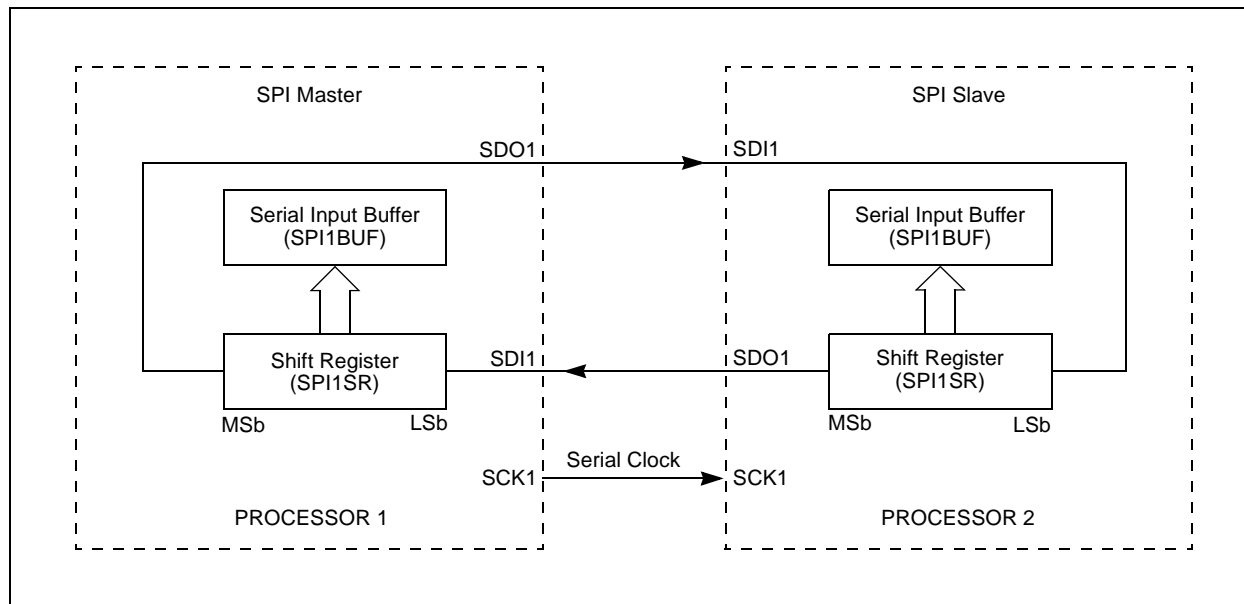 SPI Master
SPI Slave
SDO1
SDI1
Serial Input Buffer
(SPI1BUF)
Serial Input Buffer
(SPI1BUF)
Shift Register
(SPI1SR)
SDI1
SDO1
Shift Register
(SPI1SR)
MSb
LSb
MSb
LSb
Serial Clock
SCK1
SCK1
PROCESSOR 1
PROCESSOR 2